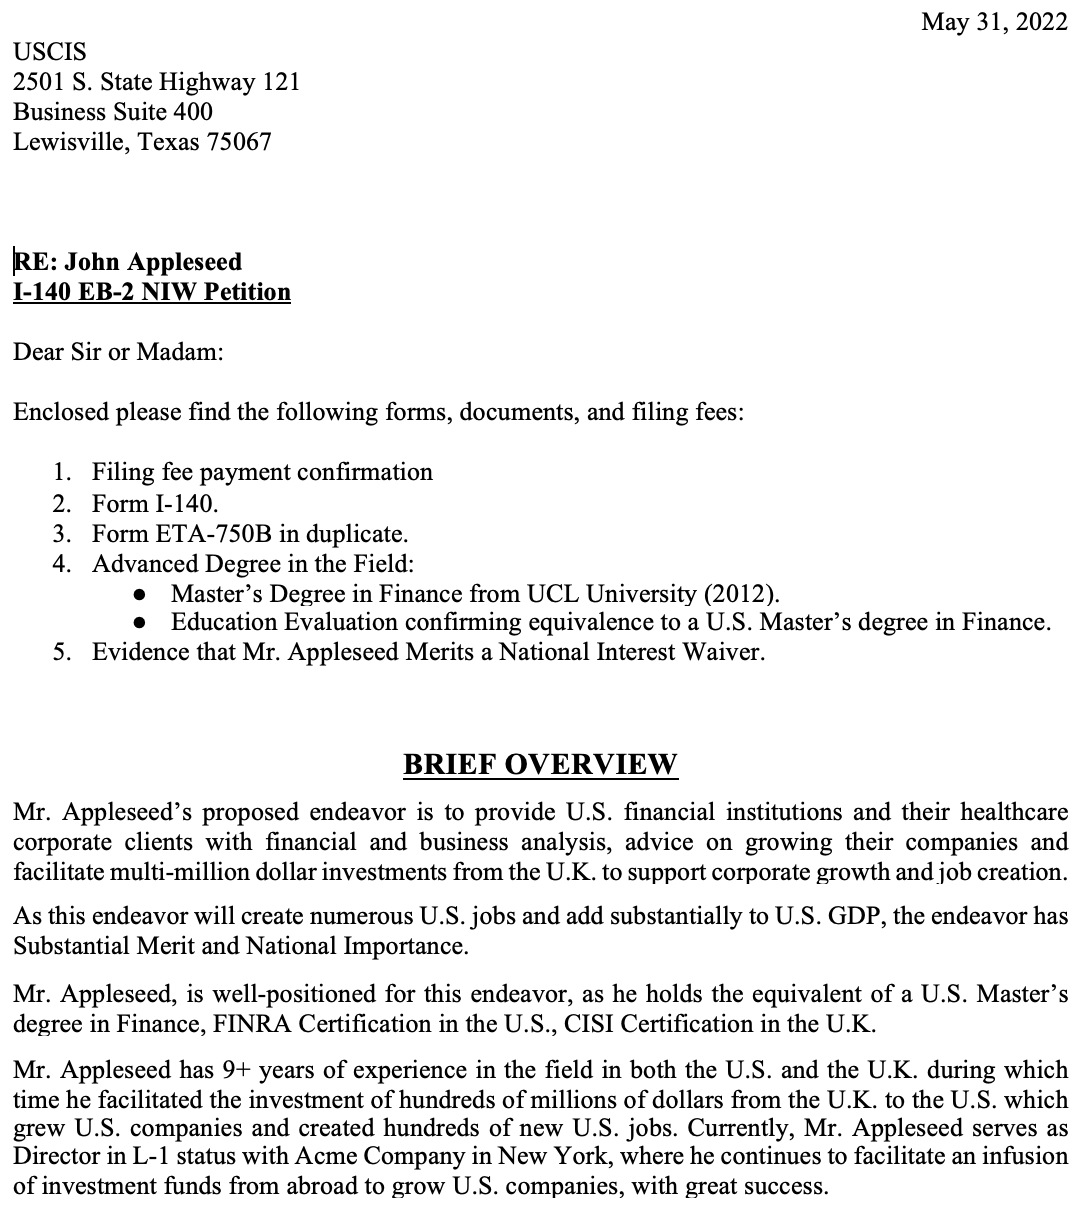 May 31, 2022
USCIS
2501 S. State Highway 121
Business Suite 400
Lewisville, Texas 75067
RE: John Appleseed
I-140 EB-2 NIW Petition
Dear Sir or Madam:
Enclosed please find the following forms, documents, and filing fees:
1. Filing fee payment confirmation
2. Form I-140.
3. Form ETA-750B in duplicate.
4. Advanced Degree in the Field:
● Master's Degree in Finance from UCL University (2012).
● Education Evaluation confirming equivalence to a U.S. Master's degree in Finance.
5. Evidence that Mr. Appleseed Merits a National Interest Waiver.
BRIEF OVERVIEW
Mr. Appleseed's proposed endeavor is to provide U.S. financial institutions and their healthcare
corporate clients with financial and business analysis, advice on growing their companies and
facilitate multi-million dollar investments from the U.K. to support corporate growth and job creation.
As this endeavor will create numerous U.S. jobs and add substantially to U.S. GDP, the endeavor has
Substantial Merit and National Importance.
Mr. Appleseed, is well-positioned for this endeavor, as he holds the equivalent of a U.S. Master's
degree in Finance, FINRA Certification in the U.S., CISI Certification in the U.K.
Mr. Appleseed has 9+ years of experience in the field in both the U.S. and the U.K. during which
time he facilitated the investment of hundreds of millions of dollars from the U.K. to the U.S. which
grew U.S. companies and created hundreds of new U.S. jobs. Currently, Mr. Appleseed serves as
Director in L-1 status with Acme Company in New York, where he continues to facilitate an infusion
of investment funds from abroad to grow U.S. companies, with great success.